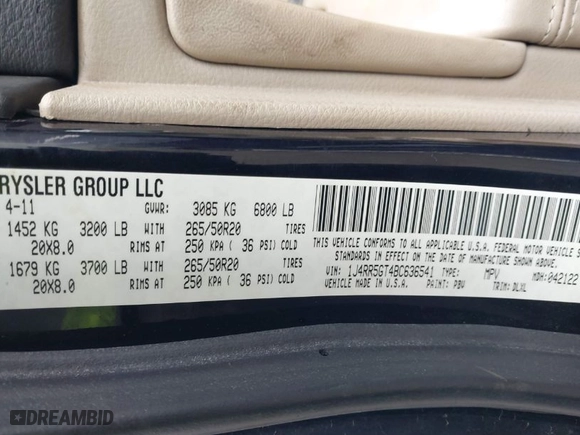 RYSLER GROUP LLC
4-11 GVWR: 3085 KG 6800 LB
1452 KG 3200 LB WITH 265/50R20 TIRES
20X8.0 RIMS AT 250 KPA ( 36 PSI) COLD
1679 KG 3700 LB WITH 265/50R20 TIRES
20X8.0 RIMS AT 250 KPA ( 36 PSI) COLD
THIS VEHICLE CONFORMS TO ALL APPLICABLE U.S.A. FEDERAL MOTOR VEHICLE
STANDARDS IN EFFECT ON THE DATE OF MANUFACTURE SHOWN ABOVE.
VIN: 1J4RR5GT4BC636541 TYPE: MPV MDH: 042122
VEHICLE MADE IN U.S.A. PAINT: PBV TRIM: DLXL
DREAMBID